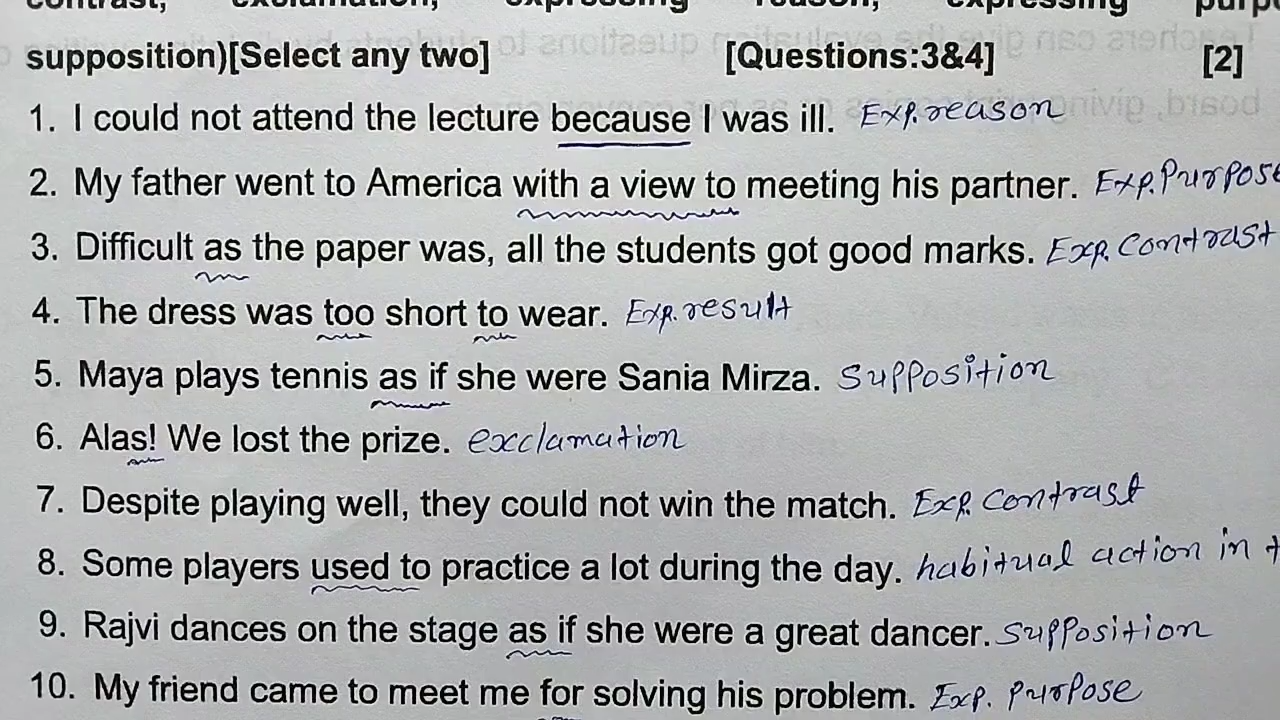 contrast, exclamation, expressing reason, expressing purpo
supposition)[Select any two] [Questions:3&4] [2]
1. I could not attend the lecture because I was ill. Exp. reason
2. My father went to America with a view to meeting his partner. Exp. Purpose
3. Difficult as the paper was, all the students got good marks. Exp. Contrast
4. The dress was too short to wear. Exp. result
5. Maya plays tennis as if she were Sania Mirza. Supposition
6. Alas! We lost the prize. exclamation
7. Despite playing well, they could not win the match. Exp. Contrast
8. Some players used to practice a lot during the day. habitual action in
9. Rajvi dances on the stage as if she were a great dancer. Supposition
10. My friend came to meet me for solving his problem. Exp. Purpose